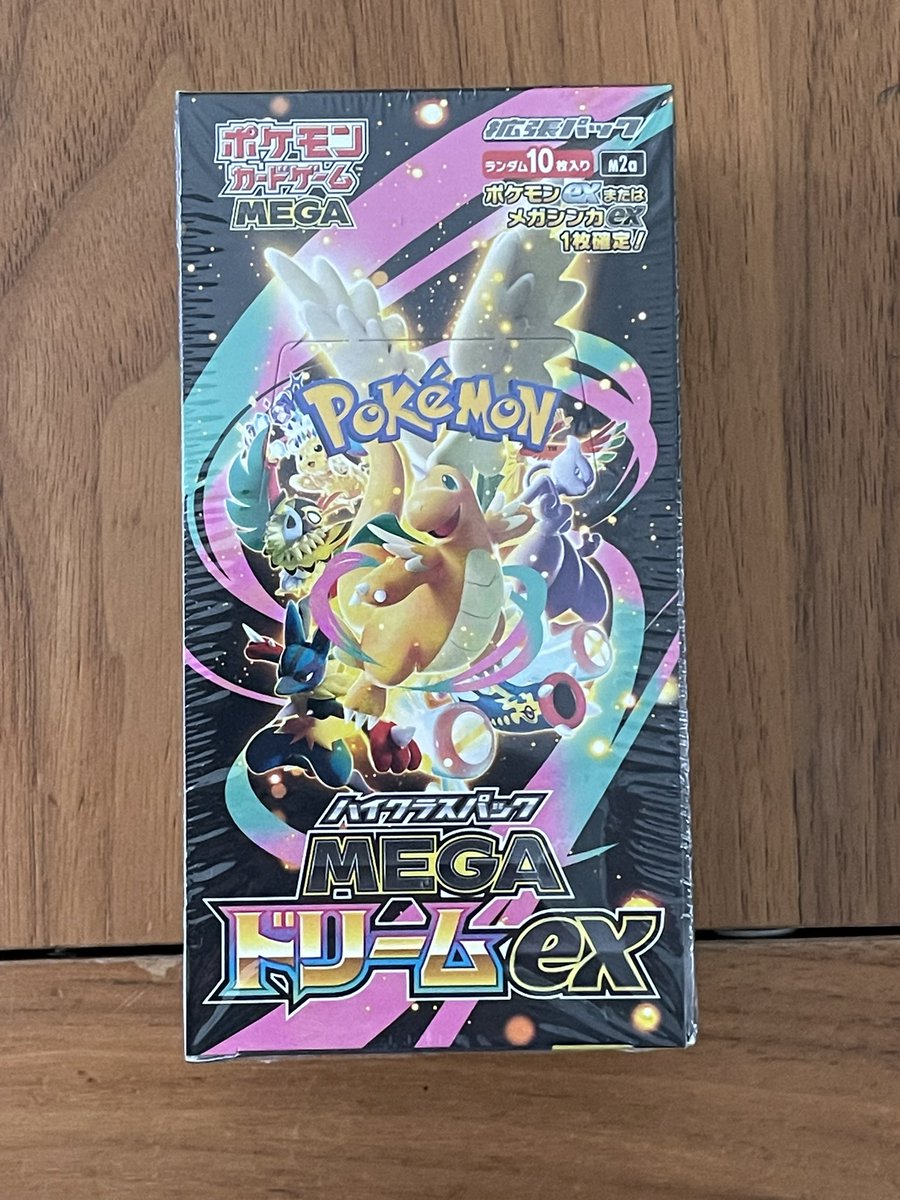 ポケモン
カードゲーム
MEGA
拡張パック
ランダム10枚入り M2a
ポケモンexまたは
メガシンカex
1枚確定!
POKéMON
TM
ハイクラスパック
MEGA
ドリームex